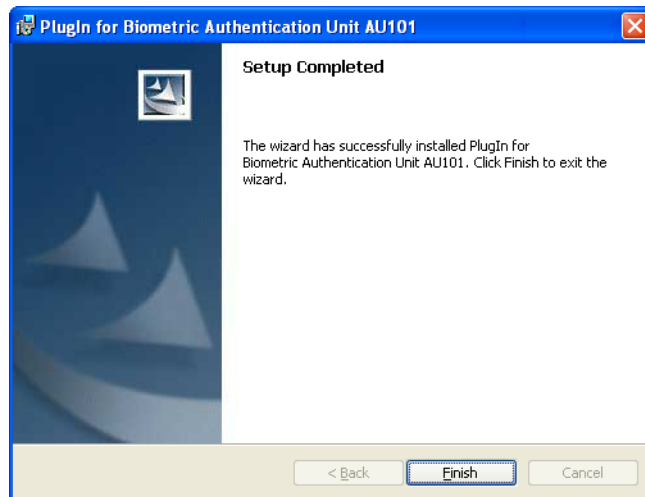 PlugIn for Biometric Authentication Unit AU101
Setup Completed
The wizard has successfully installed PlugIn for
Biometric Authentication Unit AU101. Click Finish to exit the
wizard.
< Back
Finish
Cancel